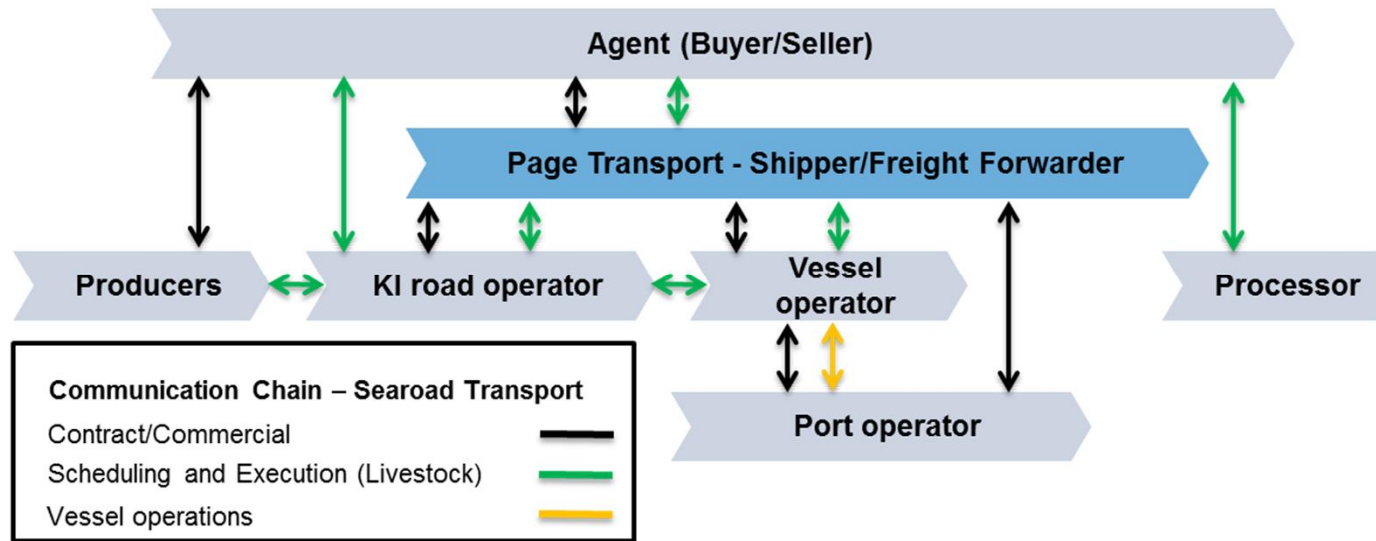 Agent (Buyer/Seller)
Page Transport - Shipper/Freight Forwarder
Producers
KI road operator
Vessel
operator
Processor
Port operator
Communication Chain – Searoad Transport
Contract/Commercial
Scheduling and Execution (Livestock)
Vessel operations